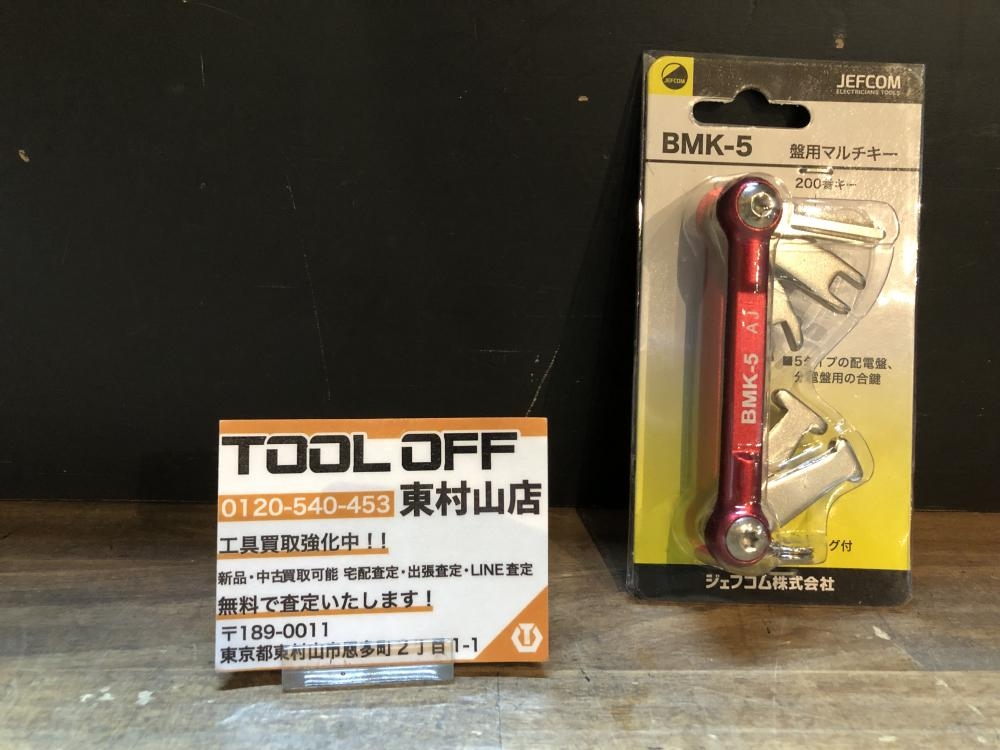 TOOL OFF
0120-540-453 東村山店
工具買取強化中！！
新品・中古買取可能 宅配査定・出張査定・LINE査定
無料で査定いたします！
〒189-0011
東京都東村山市恩多町2丁目1-1
JEFCOM
JEFCOM
ELECTRICIANS TOOLS
BMK-5 盤用マルチキー
200番キー
BMK-5 AJ
■5タイプの配電盤、
分電盤用の合鍵
グ付
ジェフコム株式会社